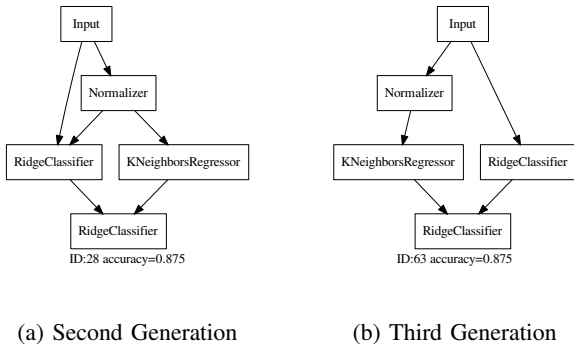 Input
Normalizer
RidgeClassifier
KNeighborsRegressor
RidgeClassifier
ID:28 accuracy=0.875
(a) Second Generation
Input
Normalizer
KNeighborsRegressor
RidgeClassifier
RidgeClassifier
ID:63 accuracy=0.875
(b) Third Generation